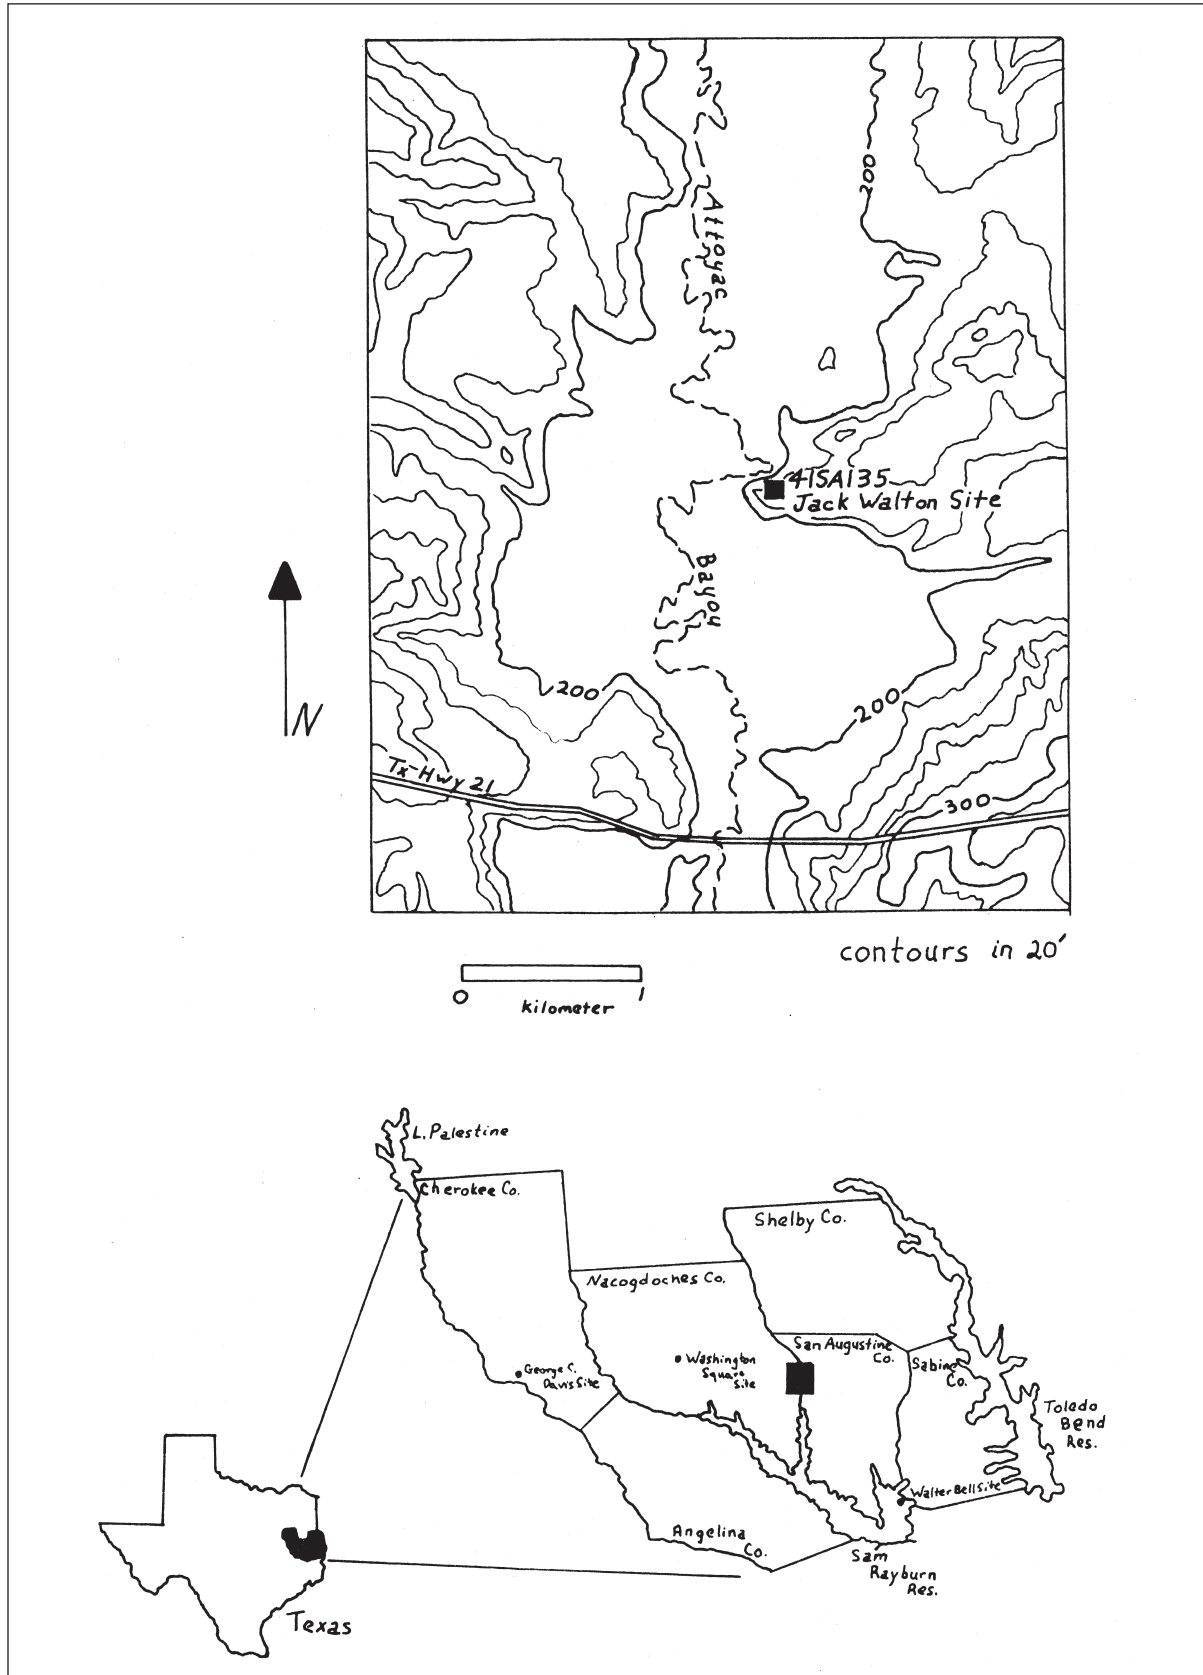 200
Attoyac
41SA135
Jack Walton Site
Bayou
200
200
Tx-Hwy 21
300
N
contours in 20'
0 1
kilometer
L. Palestine
Cherokee Co.
Shelby Co.
Nacogdoches Co.
San Augustine
Co.
Sabine
Co.
Washington
Square
Site
George C.
Davis Site
Toledo
Bend
Res.
Walter Bell Site
Angelina
Co.
Sam
Rayburn
Res.
Texas